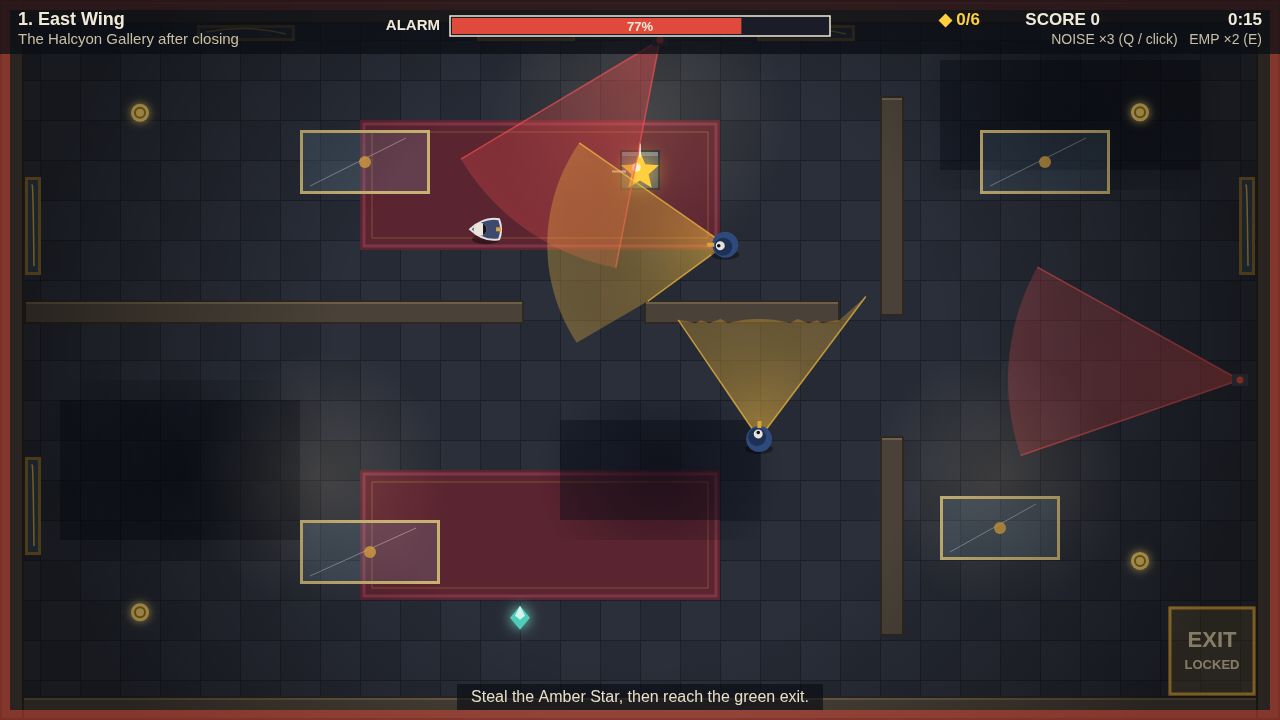 1. East Wing
The Halcyon Gallery after closing
ALARM
77%
◆ 0/6
SCORE 0
0:15
NOISE ×3 (Q / click)
EMP ×2 (E)
EXIT
LOCKED
Steal the Amber Star, then reach the green exit.